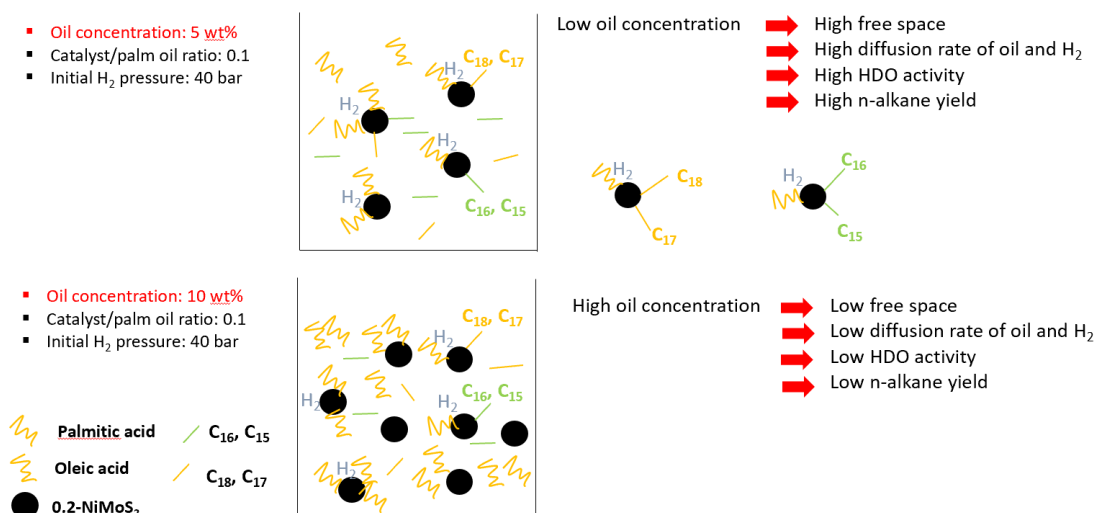 Oil concentration: 5 wt%
Catalyst/palm oil ratio: 0.1
Initial H₂ pressure: 40 bar
C₁₈, C₁₇
H₂
H₂
H₂
H₂
C₁₆, C₁₅
Low oil concentration
High free space
High diffusion rate of oil and H₂
High HDO activity
High n-alkane yield
H₂
C₁₈
C₁₇
H₂
C₁₆
C₁₅
Oil concentration: 10 wt%
Catalyst/palm oil ratio: 0.1
Initial H₂ pressure: 40 bar
C₁₈, C₁₇
H₂
C₁₆, C₁₅
H₂
H₂
H₂
High oil concentration
Low free space
Low diffusion rate of oil and H₂
Low HDO activity
Low n-alkane yield
Palmitic acid
C₁₆, C₁₅
Oleic acid
C₁₈, C₁₇
0.2-NiMoS₂